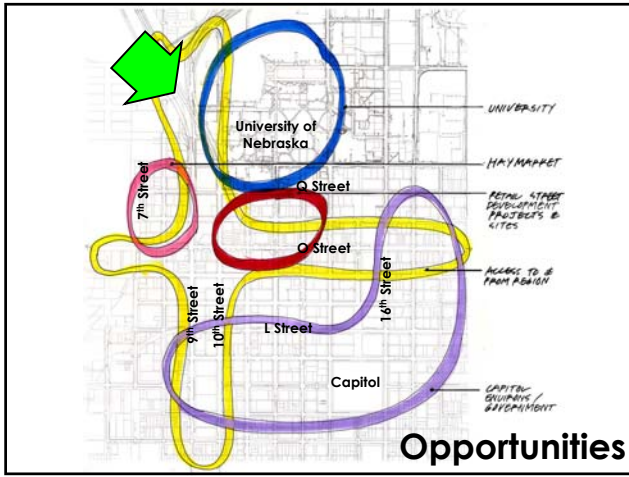 University of
Nebraska
UNIVERSITY
HAYMARKET
7th Street
Q Street
RETAIL STREET
DEVELOPMENT
PROJECTS &
SITES
O Street
ACCESS TO &
FROM REGION
16th Street
9th Street
10th Street
L Street
Capitol
CAPITOL
ENVIRONS/
GOVERNMENT
Opportunities